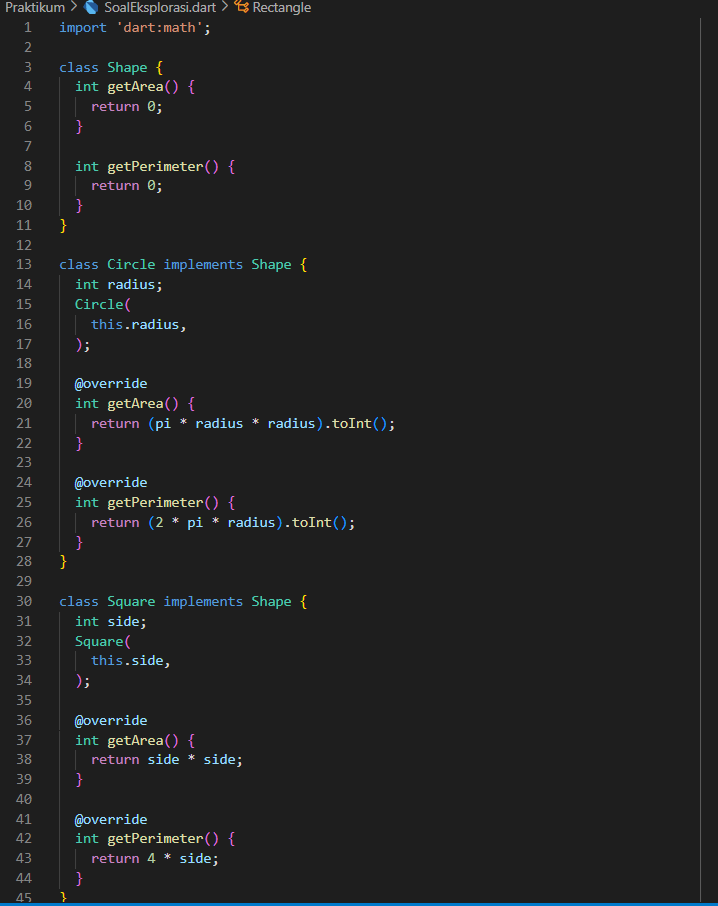 Praktikum > SoalEksplorasi.dart > Rectangle
1 import 'dart:math';
2
3 class Shape {
4   int getArea() {
5     return 0;
6   }
7
8   int getPerimeter() {
9     return 0;
10   }
11 }
12
13 class Circle implements Shape {
14   int radius;
15   Circle(
16     this.radius,
17   );
18
19   @override
20   int getArea() {
21     return (pi * radius * radius).toInt();
22   }
23
24   @override
25   int getPerimeter() {
26     return (2 * pi * radius).toInt();
27   }
28 }
29
30 class Square implements Shape {
31   int side;
32   Square(
33     this.side,
34   );
35
36   @override
37   int getArea() {
38     return side * side;
39   }
40
41   @override
42   int getPerimeter() {
43     return 4 * side;
44   }
45 }